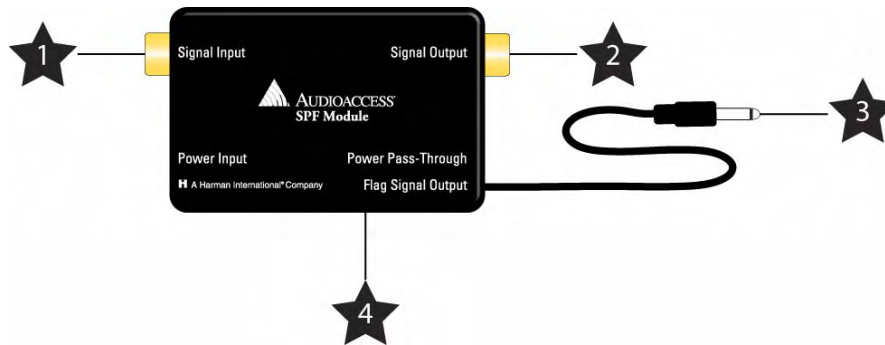 1
Signal Input
Signal Output
2
AUDIOACCESS®
SPF Module
3
Power Input
Power Pass-Through
H A Harman International® Company
Flag Signal Output
4